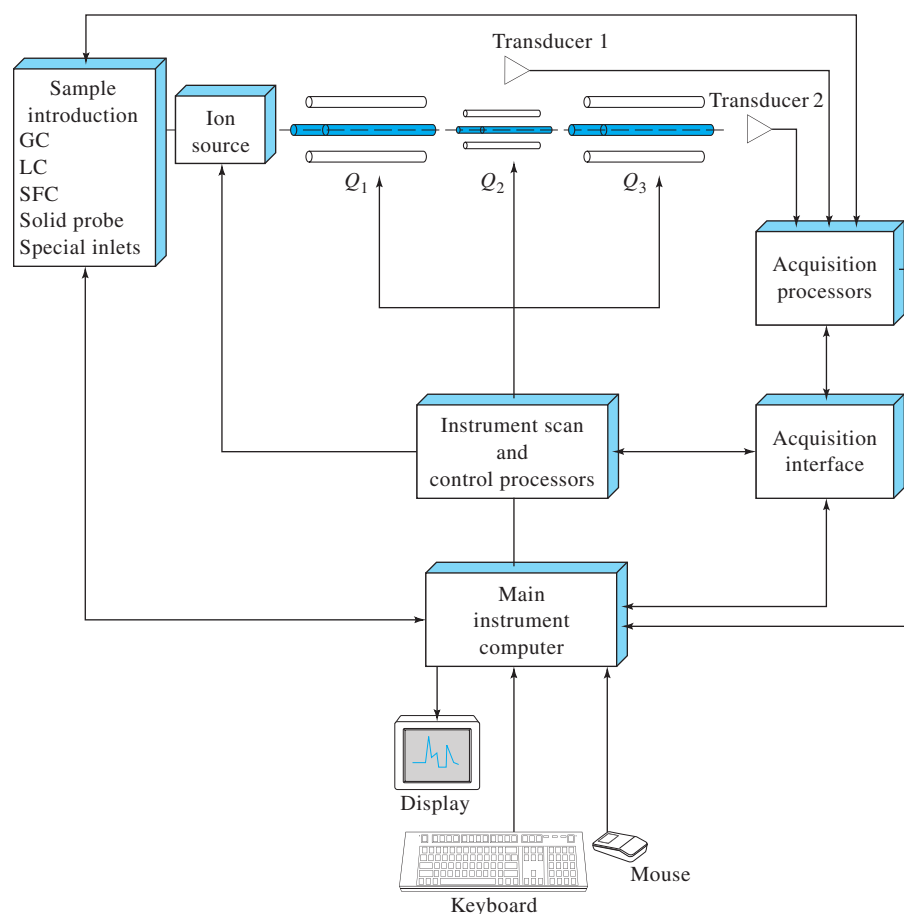 Transducer 1
Sample
introduction
GC
LC
SFC
Solid probe
Special inlets
Ion
source
Transducer 2
Q1
Q2
Q3
Acquisition
processors
Instrument scan
and
control processors
Acquisition
interface
Main
instrument
computer
Display
Mouse
Keyboard